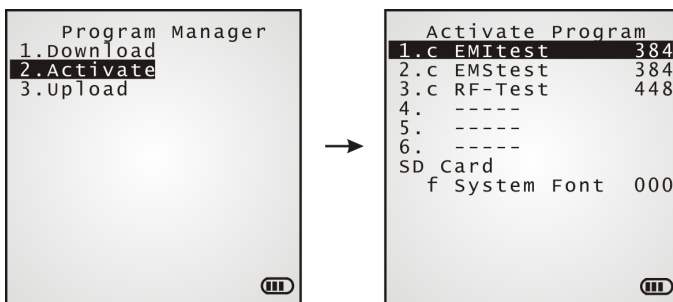 Program Manager
1.Download
2.Activate
3.Upload
Activate Program
1.c EMItest 384
2.c EMStest 384
3.c RF-Test 448
4. -----
5. -----
6. -----
SD Card
f System Font 000